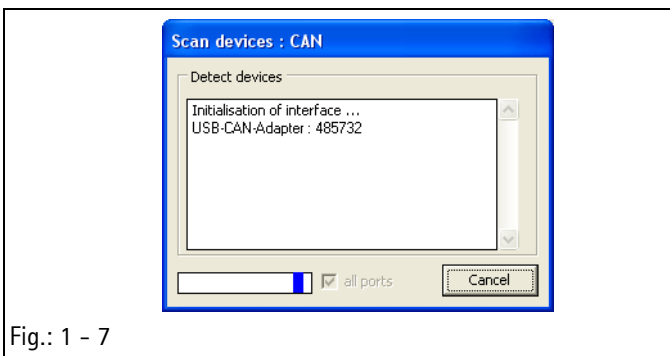 Scan devices : CAN
Detect devices
Initialisation of interface ...
USB-CAN-Adapter : 485732
all ports
Cancel
Fig.: 1 - 7